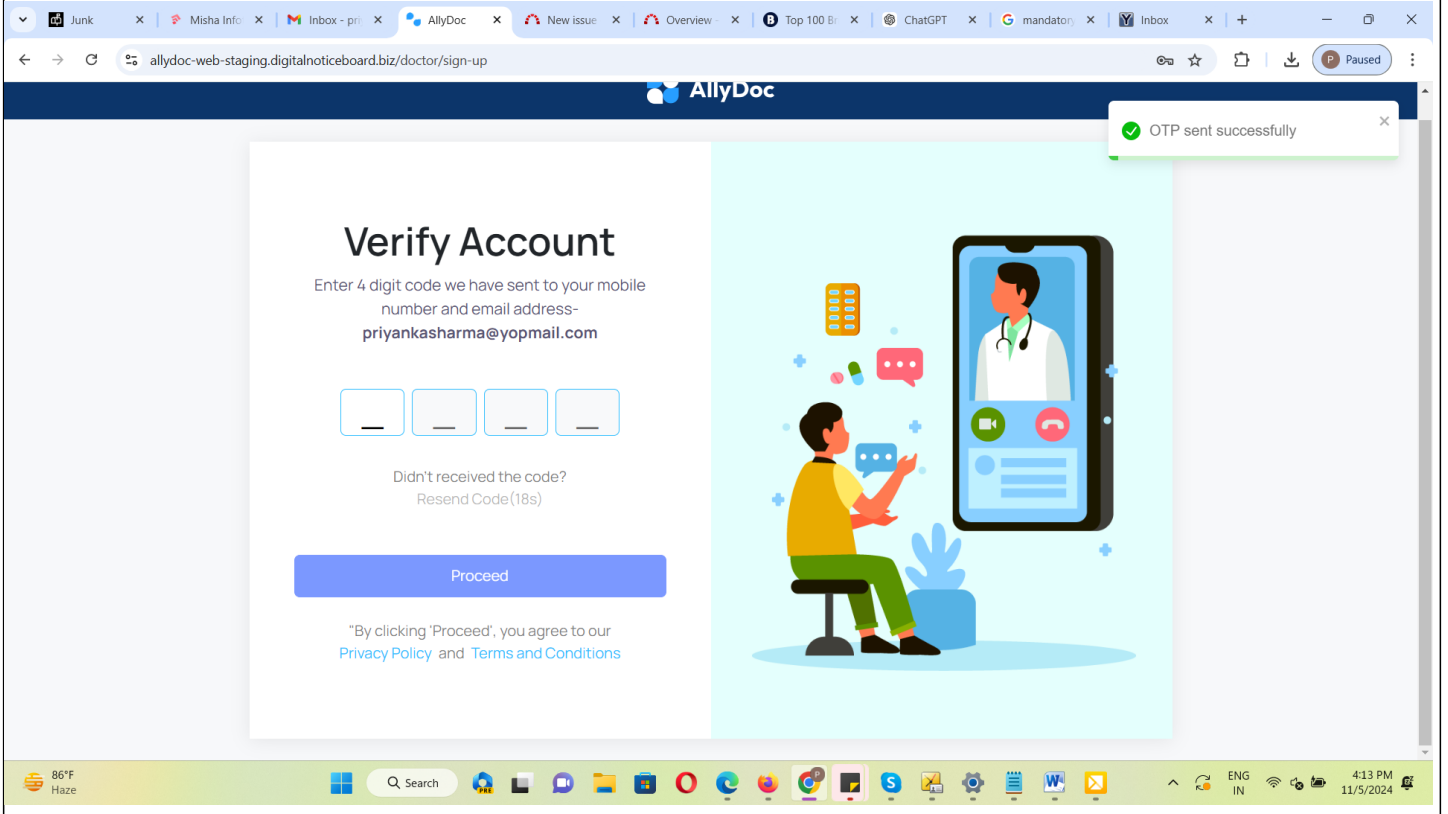 Junk
Misha Info
Inbox - pri
AllyDoc
New issue
Overview -
Top 100 Br
ChatGPT
mandatory
Inbox
allydoc-web-staging.digitalnoticeboard.biz/doctor/sign-up
P
Paused
AllyDoc
OTP sent successfully
Verify Account
Enter 4 digit code we have sent to your mobile
number and email address-
priyankasharma@yopmail.com
Didn't received the code?
Resend Code(18s)
Proceed
"By clicking 'Proceed', you agree to our
Privacy Policy and Terms and Conditions
86°F
Haze
Search
PRE
ENG
IN
4:13 PM
11/5/2024